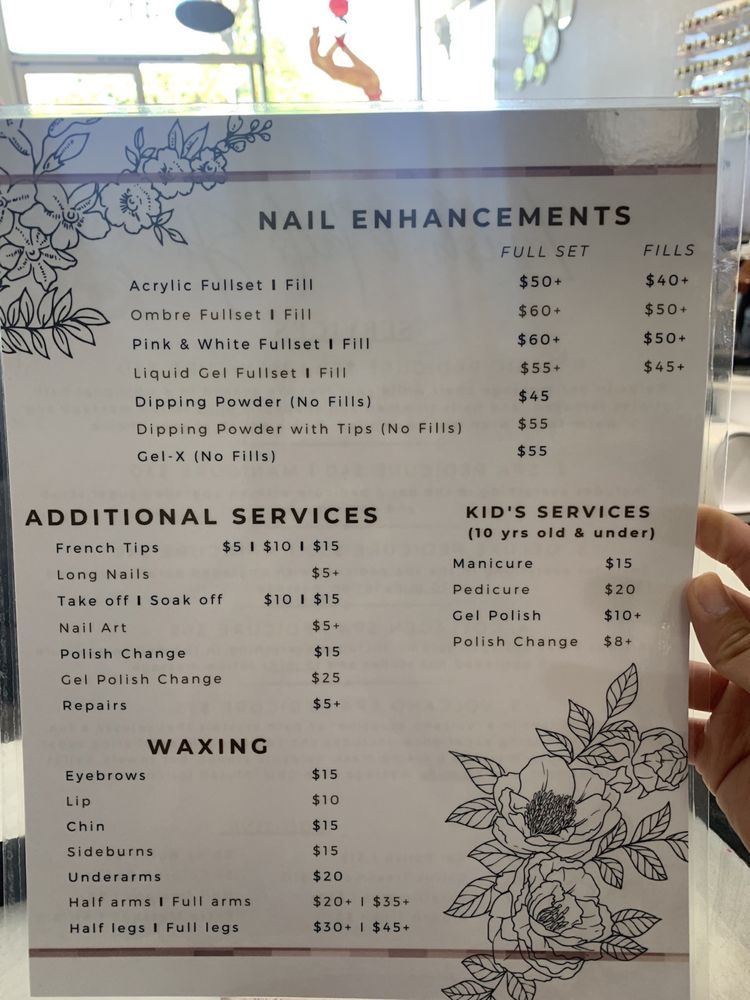 NAIL ENHANCEMENTS
FULL SET FILLS
Acrylic Fullset I Fill $50+ $40+
Ombre Fullset I Fill $60+ $50+
Pink & White Fullset I Fill $60+ $50+
Liquid Gel Fullset I Fill $55+ $45+
Dipping Powder (No Fills) $45
Dipping Powder with Tips (No Fills) $55
Gel-X (No Fills) $55
ADDITIONAL SERVICES
French Tips $5 I $10 I $15
Long Nails $5+
Take off I Soak off $10 I $15
Nail Art $5+
Polish Change $15
Gel Polish Change $25
Repairs $5+
KID'S SERVICES
(10 yrs old & under)
Manicure $15
Pedicure $20
Gel Polish $10+
Polish Change $8+
WAXING
Eyebrows $15
Lip $10
Chin $15
Sideburns $15
Underarms $20
Half arms I Full arms $20+ I $35+
Half legs I Full legs $30+ I $45+